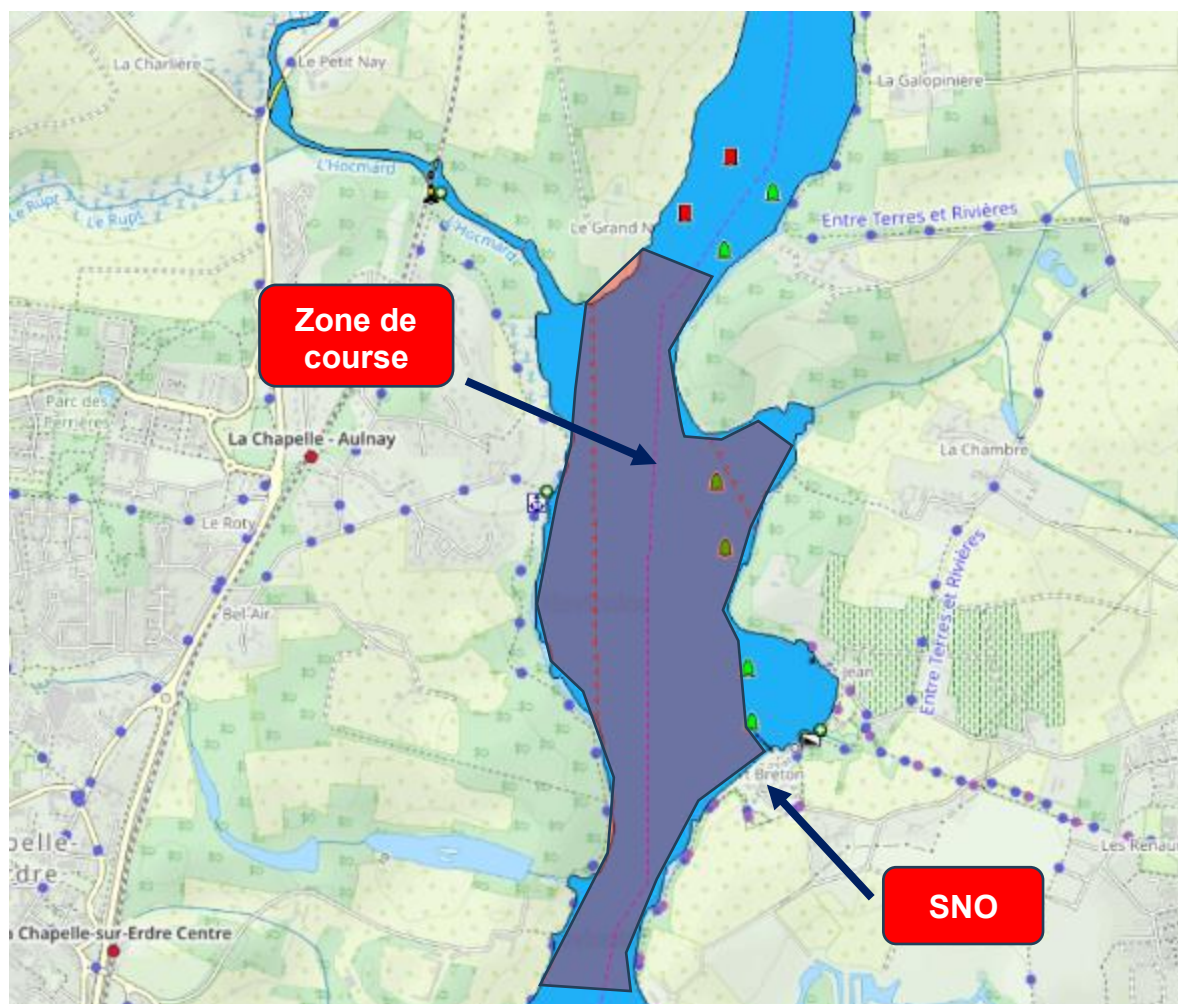 La Charlière
Le Petit Nay
La Galopinière
L'Hocmard
Le Rupt
Le Rupt
L'Hocmard
Le Grand N
Entre Terres et Rivières
Zone de
course
Parc des
Perrières
La Chapelle - Aulnay
La Chambre
Le Roty
Bel-Air
Entre Terres et Rivières
Jean
t Breton
pelle-
rdre
Les Renau
SNO
a Chapelle-sur-Erdre Centre